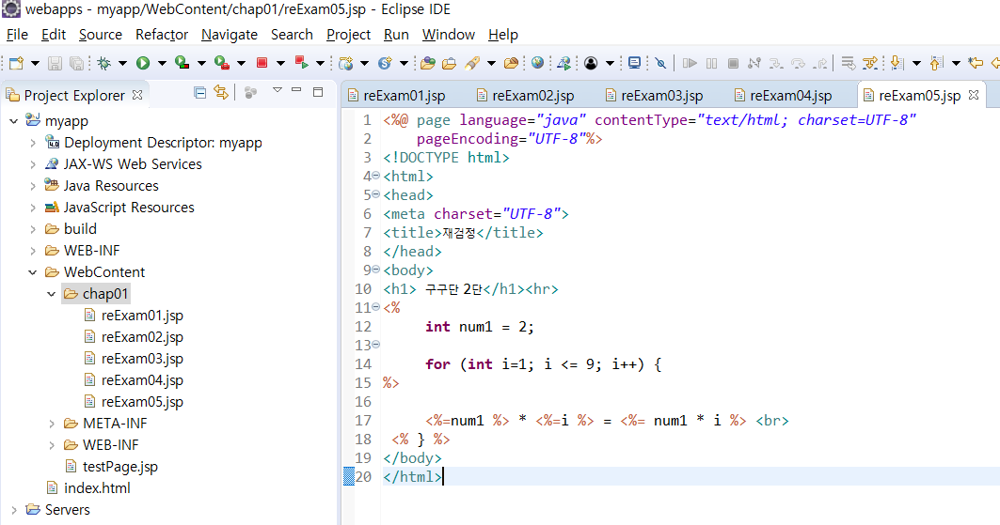 webapps - myapp/WebContent/chap01/reExam05.jsp - Eclipse IDE
File Edit Source Refactor Navigate Search Project Run Window Help
Project Explorer
myapp
Deployment Descriptor: myapp
JAX-WS Web Services
Java Resources
JavaScript Resources
build
WEB-INF
WebContent
chap01
reExam01.jsp
reExam02.jsp
reExam03.jsp
reExam04.jsp
reExam05.jsp
META-INF
WEB-INF
testPage.jsp
index.html
Servers
reExam01.jsp reExam02.jsp reExam03.jsp reExam04.jsp reExam05.jsp
1 <%@ page language="java" contentType="text/html; charset=UTF-8"
2     pageEncoding="UTF-8"%>
3 <!DOCTYPE html>
4 <html>
5 <head>
6 <meta charset="UTF-8">
7 <title>재검정</title>
8 </head>
9 <body>
10 <h1> 구구단 2단</h1><hr>
11 <%
12     int num1 = 2;
13
14     for (int i=1; i <= 9; i++) {
15 %>
16
17     <%=num1 %> * <%=i %> = <%= num1 * i %> <br>
18  <% } %>
19 </body>
20 </html>